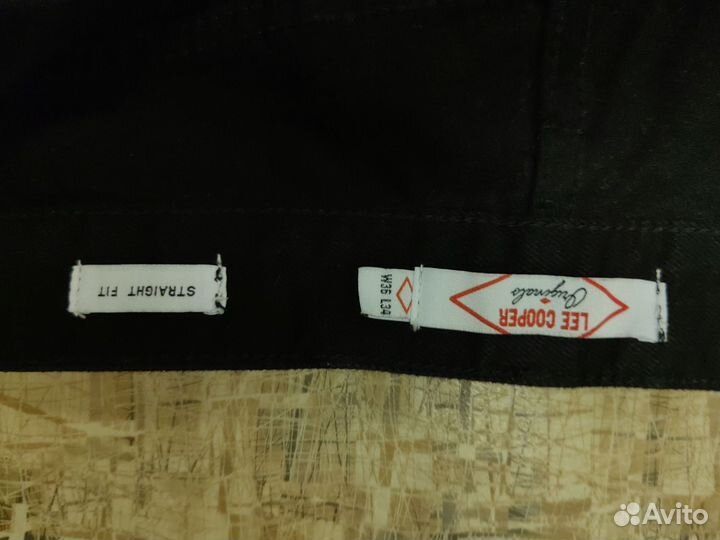 STRAIGHT FIT
W36 L34
LEE COOPER
Originals
Avito